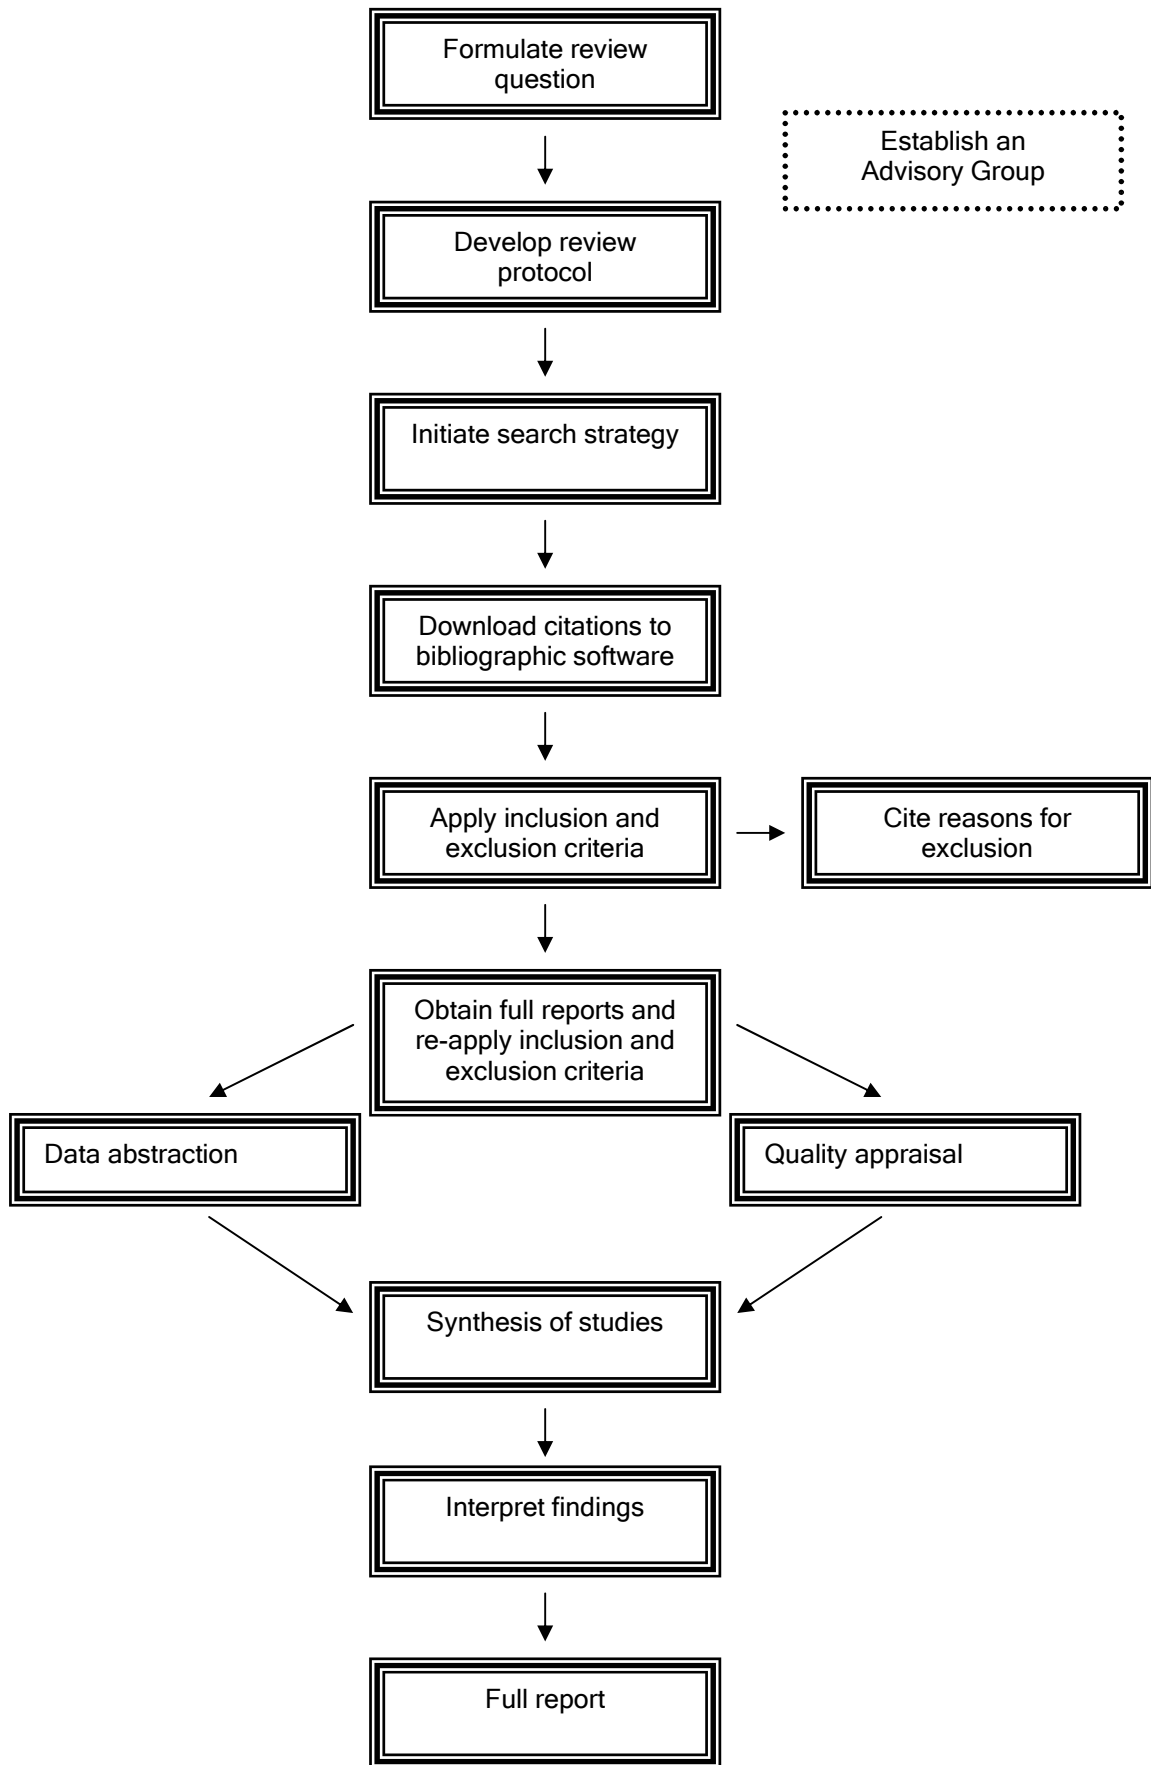 Formulate review
question
Establish an
Advisory Group
Develop review
protocol
Initiate search strategy
Download citations to
bibliographic software
Apply inclusion and
exclusion criteria
Cite reasons for
exclusion
Obtain full reports and
re-apply inclusion and
exclusion criteria
Data abstraction
Quality appraisal
Synthesis of studies
Interpret findings
Full report